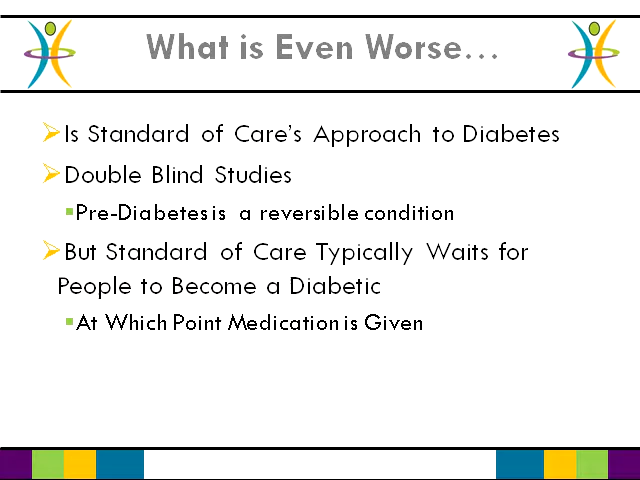 What is Even Worse...
Is Standard of Care's Approach to Diabetes
Double Blind Studies
Pre-Diabetes is a reversible condition
But Standard of Care Typically Waits for
People to Become a Diabetic
At Which Point Medication is Given